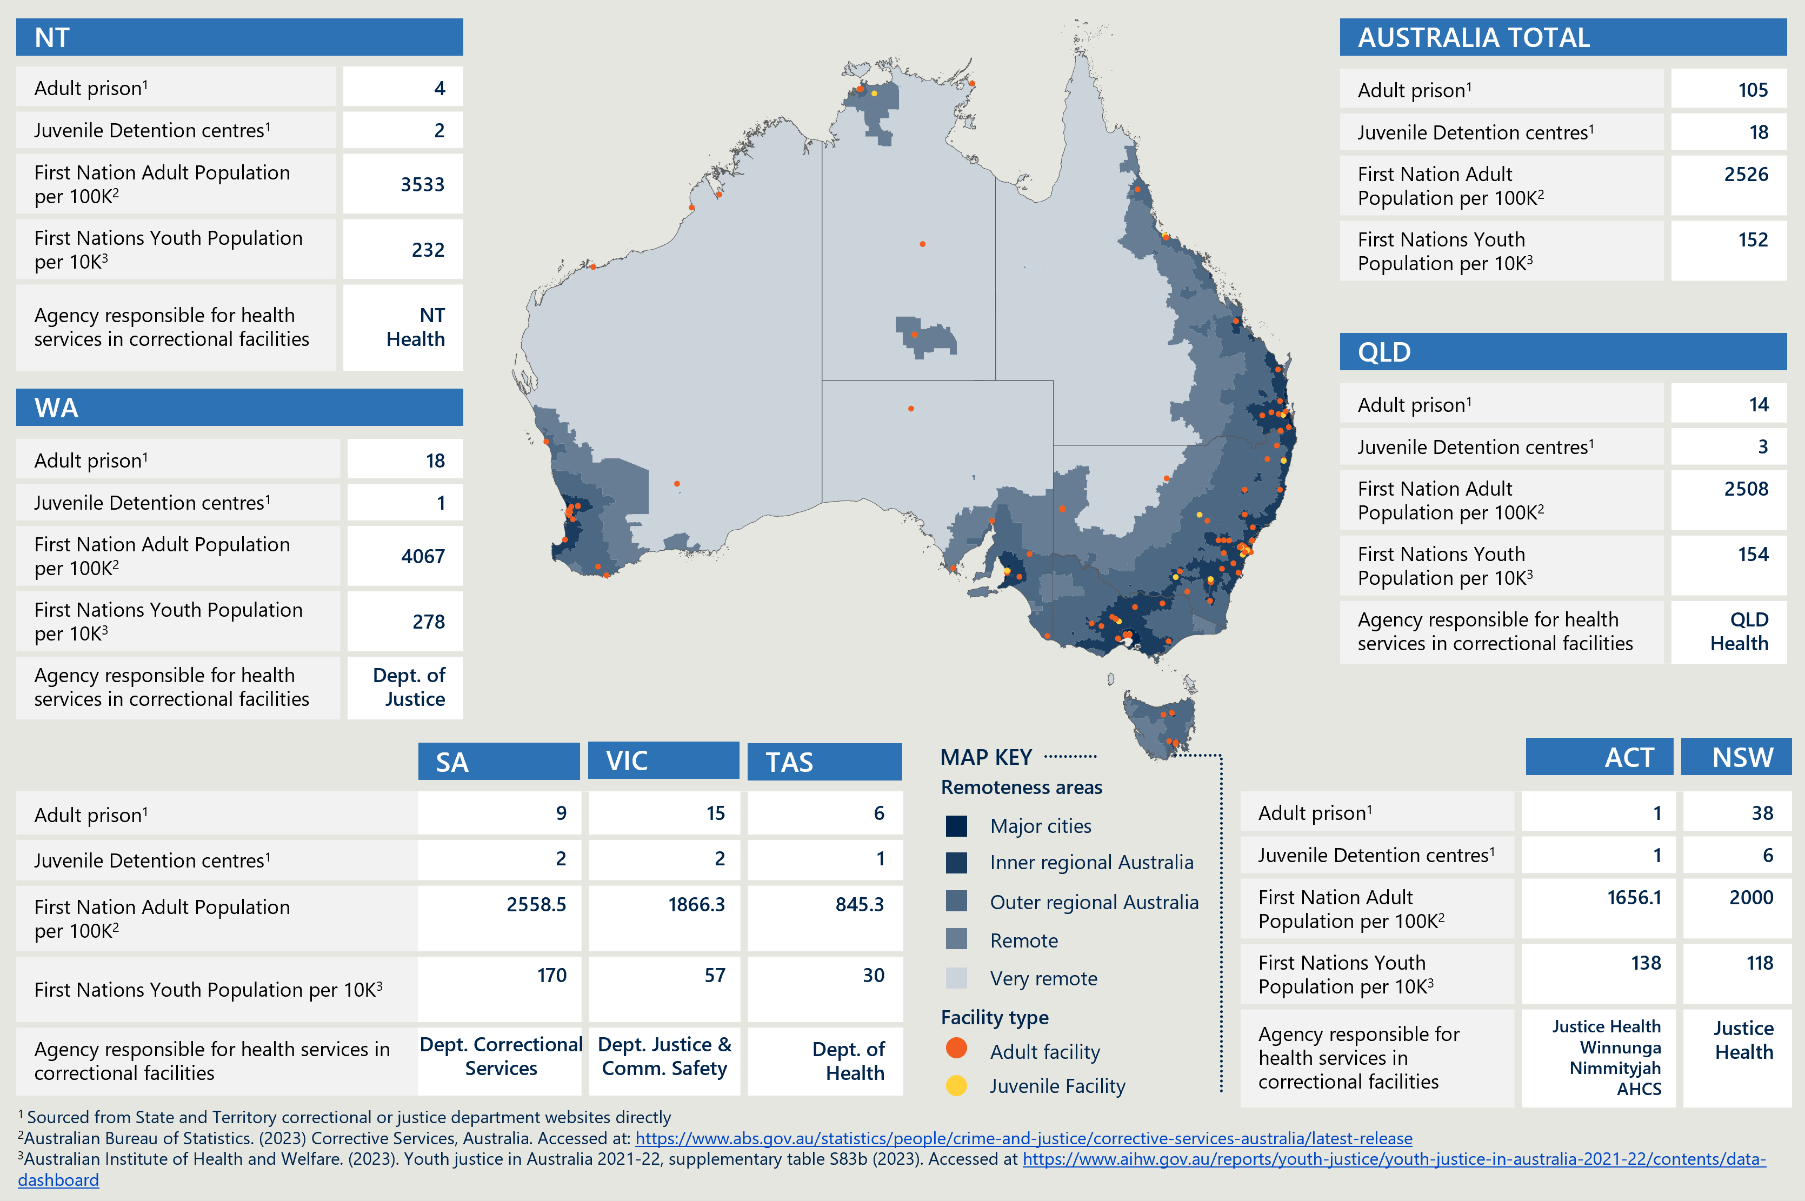 NT
Adult prison¹ 4
Juvenile Detention centres¹ 2
First Nation Adult Population
per 100K² 3533
First Nations Youth Population
per 10K³ 232
Agency responsible for health
services in correctional facilities
NT
Health
WA
Adult prison¹ 18
Juvenile Detention centres¹ 1
First Nation Adult Population
per 100K² 4067
First Nations Youth Population
per 10K³ 278
Agency responsible for health
services in correctional facilities
Dept. of
Justice
AUSTRALIA TOTAL
Adult prison¹ 105
Juvenile Detention centres¹ 18
First Nation Adult
Population per 100K²
2526
First Nations Youth
Population per 10K³
152
QLD
Adult prison¹ 14
Juvenile Detention centres¹ 3
First Nation Adult
Population per 100K²
2508
First Nations Youth
Population per 10K³
154
Agency responsible for health
services in correctional facilities
QLD
Health
SA VIC TAS
Adult prison¹ 9 15 6
Juvenile Detention centres¹ 2 2 1
First Nation Adult Population
per 100K²
2558.5 1866.3 845.3
First Nations Youth Population per 10K³ 170 57 30
Agency responsible for health services in
correctional facilities
Dept. Correctional
Services
Dept. Justice &
Comm. Safety
Dept. of
Health
MAP KEY
Remoteness areas
Major cities
Inner regional Australia
Outer regional Australia
Remote
Very remote
Facility type
Adult facility
Juvenile Facility
ACT NSW
Adult prison¹ 1 38
Juvenile Detention centres¹ 1 6
First Nation Adult
Population per 100K²
1656.1 2000
First Nations Youth
Population per 10K³
138 118
Agency responsible for
health services in
correctional facilities
Justice Health
Winnunga
Nimmityjah
AHCS
Justice
Health
¹ Sourced from State and Territory correctional or justice department websites directly
²Australian Bureau of Statistics. (2023) Corrective Services, Australia. Accessed at: https://www.abs.gov.au/statistics/people/crime-and-justice/corrective-services-australia/latest-release
³Australian Institute of Health and Welfare. (2023). Youth justice in Australia 2021-22, supplementary table S83b (2023). Accessed at https://www.aihw.gov.au/reports/youth-justice/youth-justice-in-australia-2021-22/contents/data-
dashboard